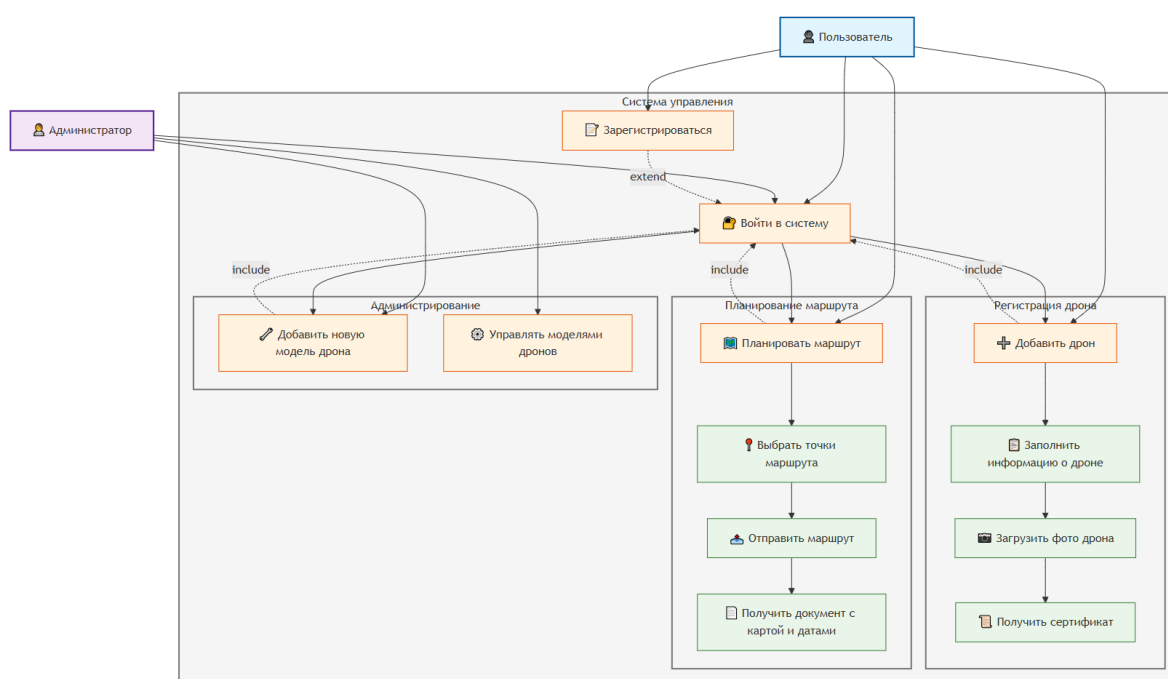 Пользователь
Система управления
Администратор
Зарегистрироваться
extend
Войти в систему
include
include
include
Администрирование
Планирование маршрута
Регистрация дрона
Добавить новую
модель дрона
Управлять моделями
дронов
Планировать маршрут
Добавить дрон
Выбрать точки
маршрута
Заполнить
информацию о дроне
Отправить маршрут
Загрузить фото дрона
Получить документ с
картой и датами
Получить сертификат